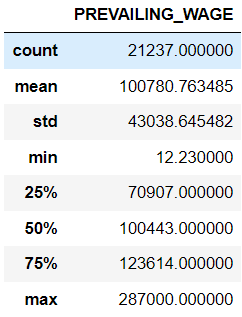 PREVAILING_WAGE
count 21237.000000
mean 100780.763485
std 43038.645482
min 12.230000
25% 70907.000000
50% 100443.000000
75% 123614.000000
max 287000.000000